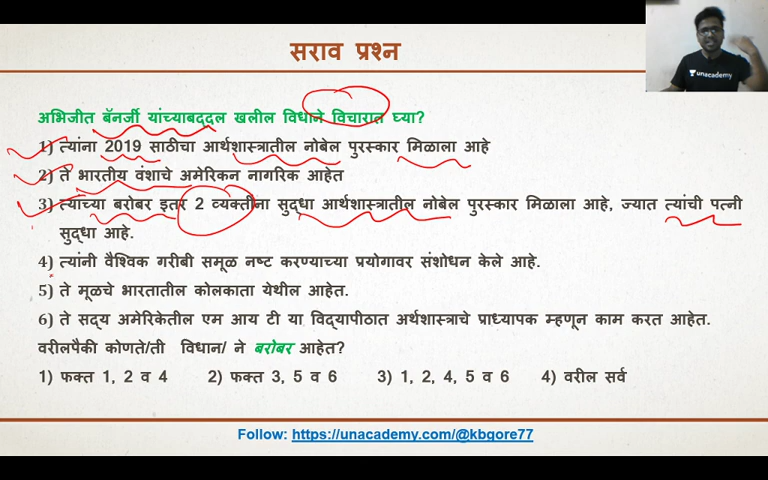 सराव प्रश्न
unacademy
अभिजीत बॅनर्जी यांच्याबद्दल खलील विधाने विचारात घ्या?
1) त्यांना 2019 साठीचा आर्थशास्त्रातील नोबेल पुरस्कार मिळाला आहे
2) ते भारतीय वंशाचे अमेरिकन नागरिक आहेत
3) त्यांच्या बरोबर इतर 2 व्यक्तींना सुद्धा आर्थशास्त्रातील नोबेल पुरस्कार मिळाला आहे, ज्यात त्यांची पत्नी
सुद्धा आहे.
4) त्यांनी वैश्विक गरीबी समूळ नष्ट करण्याच्या प्रयोगावर संशोधन केले आहे.
5) ते मूळचे भारतातील कोलकाता येथील आहेत.
6) ते सद्य अमेरिकेतील एम आय टी या विद्यापीठात अर्थशास्त्राचे प्राध्यापक म्हणून काम करत आहेत.
वरीलपैकी कोणते/ती विधान/ ने बरोबर आहेत?
1) फक्त 1, 2 व 4 2) फक्त 3, 5 व 6 3) 1, 2, 4, 5 व 6 4) वरील सर्व
Follow: https://unacademy.com/@kbgore77